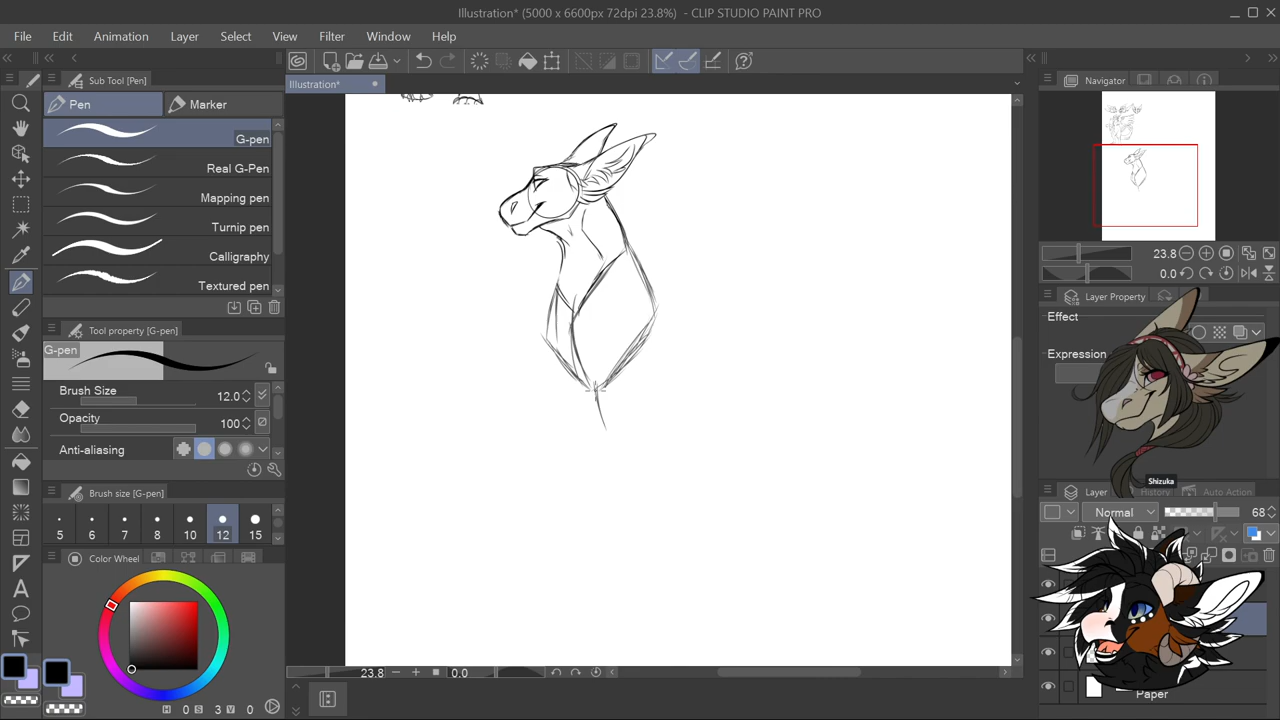 Illustration* (5000 x 6600px 72dpi 23.8%) - CLIP STUDIO PAINT PRO
File Edit Animation Layer Select View Filter Window Help
Sub Tool [Pen]
Illustration*
Navigator
Pen Marker
G-pen
Real G-Pen
Mapping pen
Turnip pen
Calligraphy
Textured pen
23.8
0.0
Tool property [G-pen]
G-pen
Brush Size 12.0
Opacity 100
Anti-aliasing
Layer Property
Effect
Expression
Shizuka
Brush size [G-pen]
5 6 7 8 10 12 15
Layer History Auto Action
Normal 68
Color Wheel
H 0 S 3 V 0
23.8 0.0
Paper